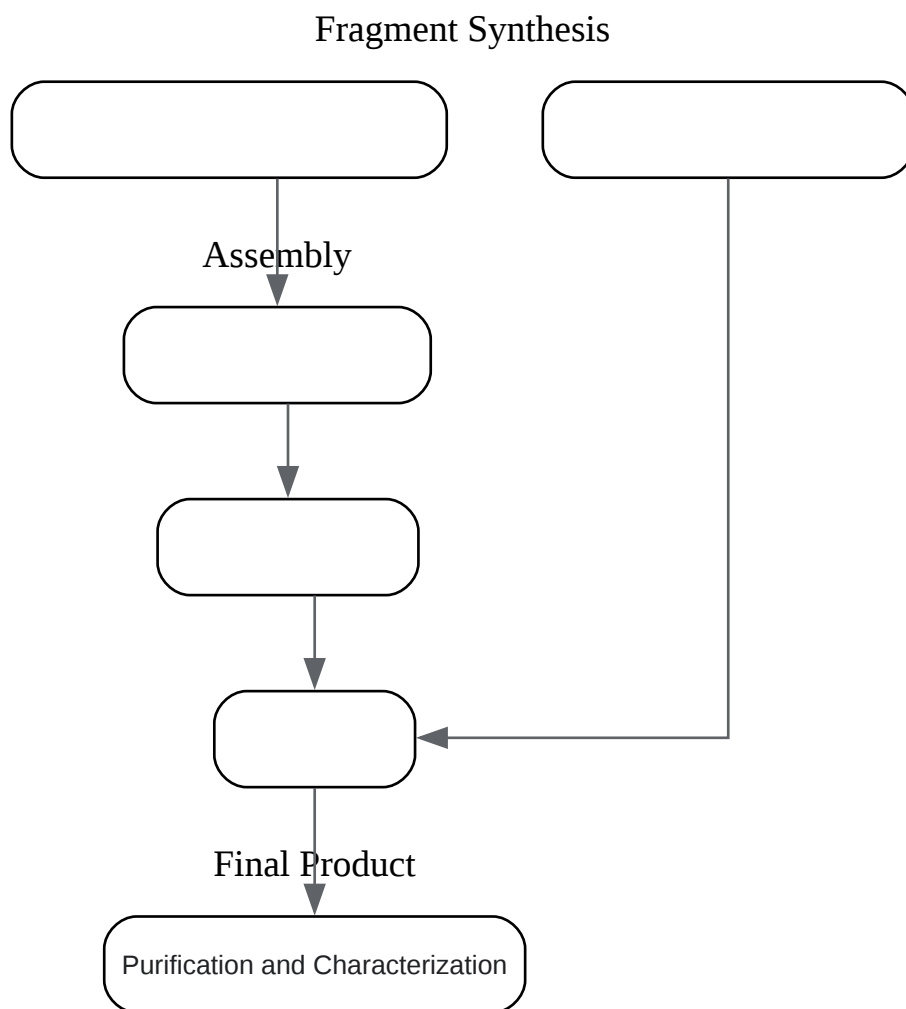 Fragment Synthesis
Assembly
Final Product
Purification and Characterization